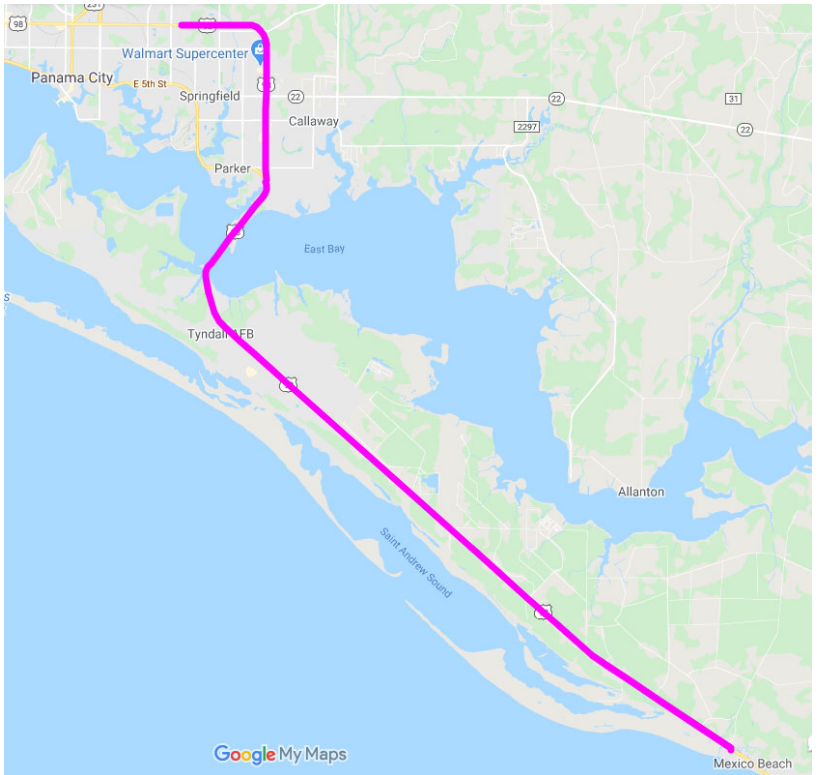 231
98
Walmart Supercenter
Panama City
E 5th St
Springfield
22
22
31
Callaway
2297
22
Parker
East Bay
S
Tyndall AFB
Allanton
Saint Andrew Sound
Google My Maps
Mexico Beach